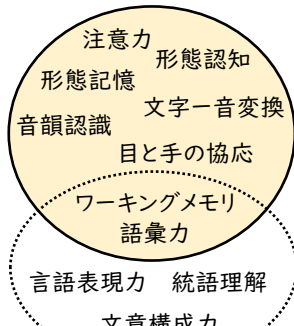 注意力
形態認知
形態記憶
文字ー音変換
音韻認識
目と手の協応
ワーキングメモリ
語彙力
言語表現力 統語理解
文章構成力